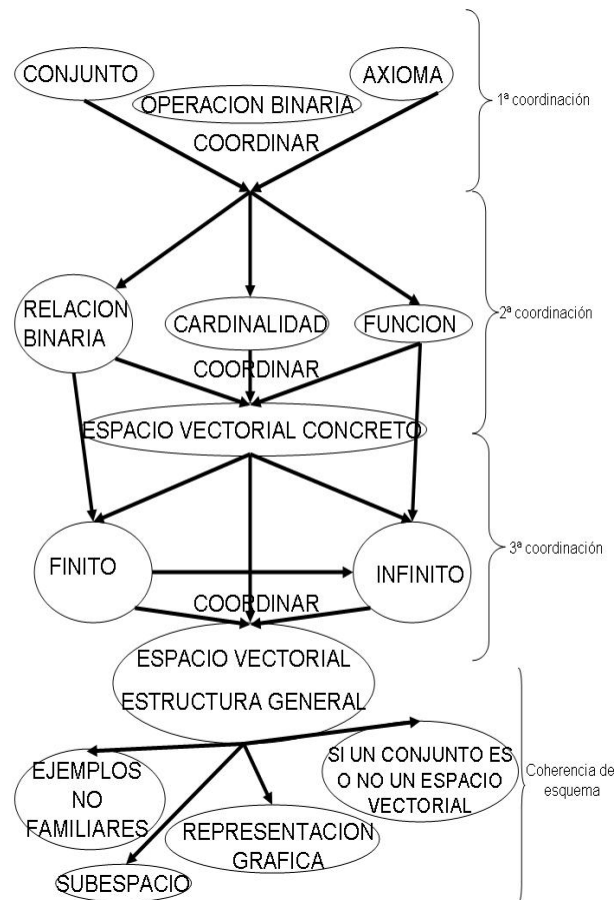 CONJUNTO
AXIOMA
OPERACION BINARIA
COORDINAR
1ª coordinación
RELACION
BINARIA
CARDINALIDAD
FUNCION
2ª coordinación
COORDINAR
ESPACIO VECTORIAL CONCRETO
FINITO
INFINITO
3ª coordinación
COORDINAR
ESPACIO VECTORIAL
ESTRUCTURA GENERAL
EJEMPLOS
NO
FAMILIARES
SI UN CONJUNTO ES
O NO UN ESPACIO
VECTORIAL
Coherencia de
esquema
REPRESENTACION
GRAFICA
SUBESPACIO